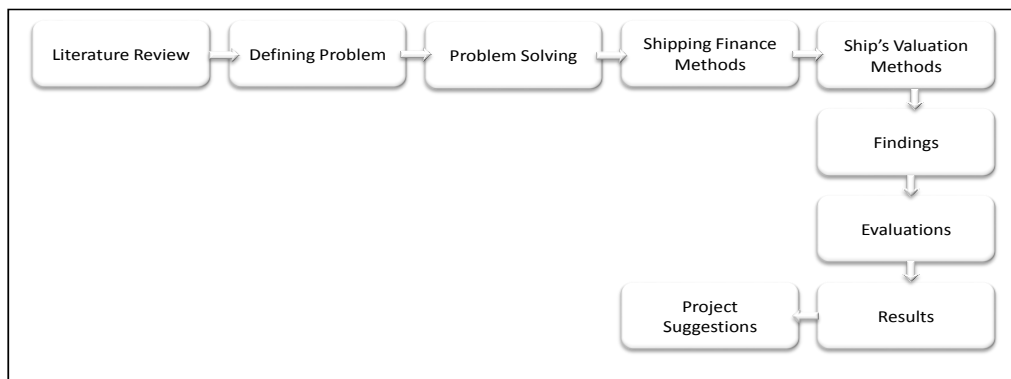 Literature Review
Defining Problem
Problem Solving
Shipping Finance
Methods
Ship's Valuation
Methods
Findings
Evaluations
Results
Project
Suggestions